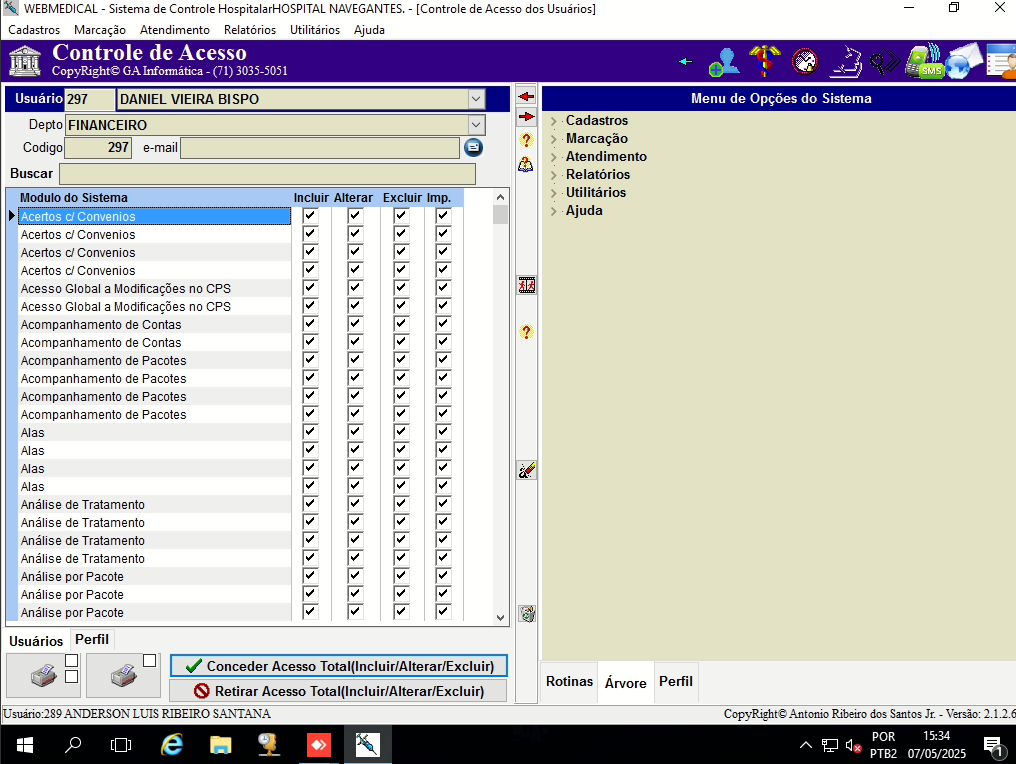 WEBMEDICAL - Sistema de Controle HospitalarHOSPITAL NAVEGANTES. - [Controle de Acesso dos Usuários]
Cadastros Marcação Atendimento Relatórios Utilitários Ajuda
Controle de Acesso
CopyRight© GA Informática - (71) 3035-5051
SMS
Usuário 297 DANIEL VIEIRA BISPO
Depto FINANCEIRO
Codigo 297 e-mail
Buscar
Modulo do Sistema Incluir Alterar Excluir Imp.
Acertos c/ Convenios
Acertos c/ Convenios
Acertos c/ Convenios
Acertos c/ Convenios
Acesso Global a Modificações no CPS
Acesso Global a Modificações no CPS
Acompanhamento de Contas
Acompanhamento de Contas
Acompanhamento de Pacotes
Acompanhamento de Pacotes
Acompanhamento de Pacotes
Acompanhamento de Pacotes
Alas
Alas
Alas
Alas
Análise de Tratamento
Análise de Tratamento
Análise de Tratamento
Análise de Tratamento
Análise por Pacote
Análise por Pacote
Análise por Pacote
Usuários Perfil
Conceder Acesso Total(Incluir/Alterar/Excluir)
Retirar Acesso Total(Incluir/Alterar/Excluir)
Menu de Opções do Sistema
Cadastros
Marcação
Atendimento
Relatórios
Utilitários
Ajuda
Rotinas Árvore Perfil
Usuário:289 ANDERSON LUIS RIBEIRO SANTANA
CopyRight© Antonio Ribeiro dos Santos Jr. - Versão: 2.1.2.6
POR
PTB2
15:34
07/05/2025
1